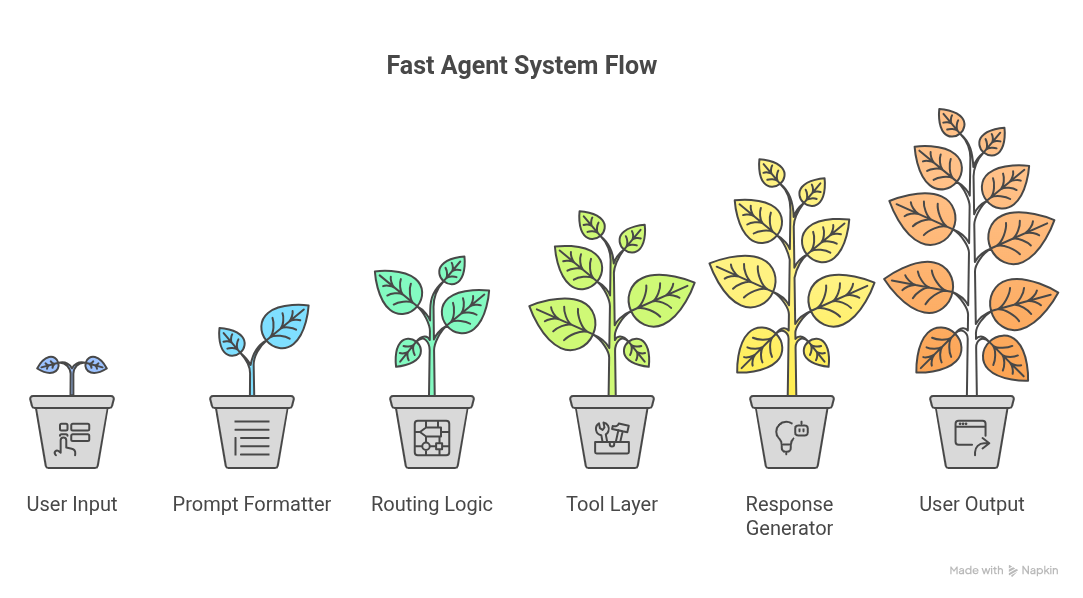 Fast Agent System Flow
User Input
Prompt Formatter
Routing Logic
Tool Layer
Response
Generator
User Output
Made with Napkin